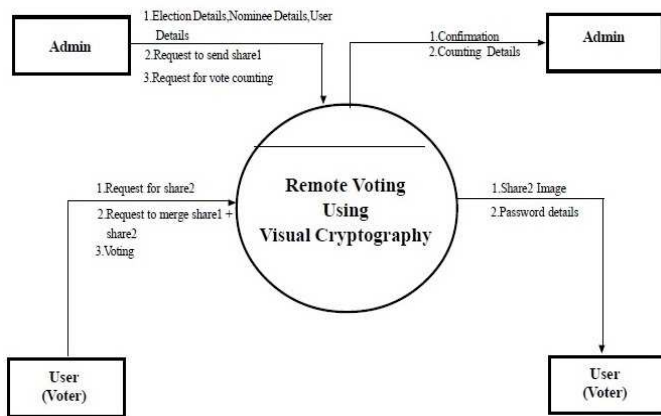 Admin
1.Election Details,Nominee Details,User
Details
2.Request to send share1
3.Request for vote counting
1.Confirmation
2.Counting Details
Admin
Remote Voting
Using
Visual Cryptography
1.Request for share2
2.Request to merge share1 +
share2
3.Voting
1.Share2 Image
2.Password details
User
(Voter)
User
(Voter)